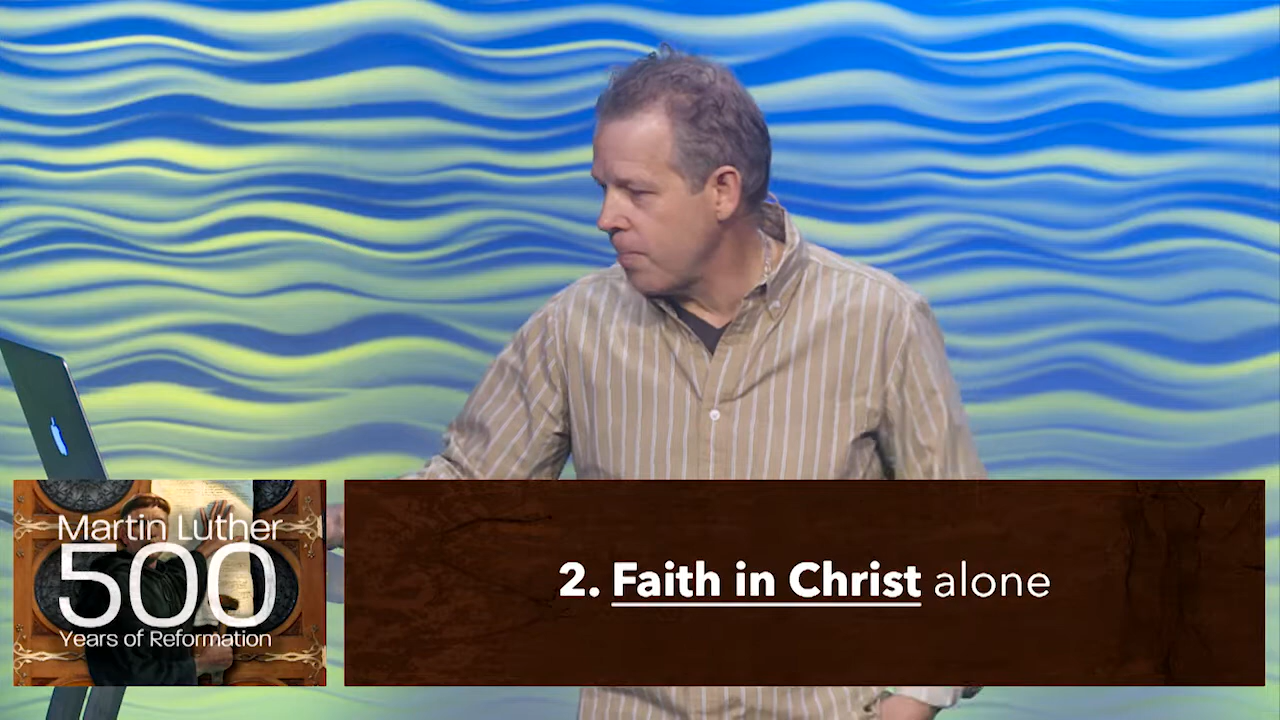 Martin Luther
500
Years of Reformation
2. Faith in Christ alone